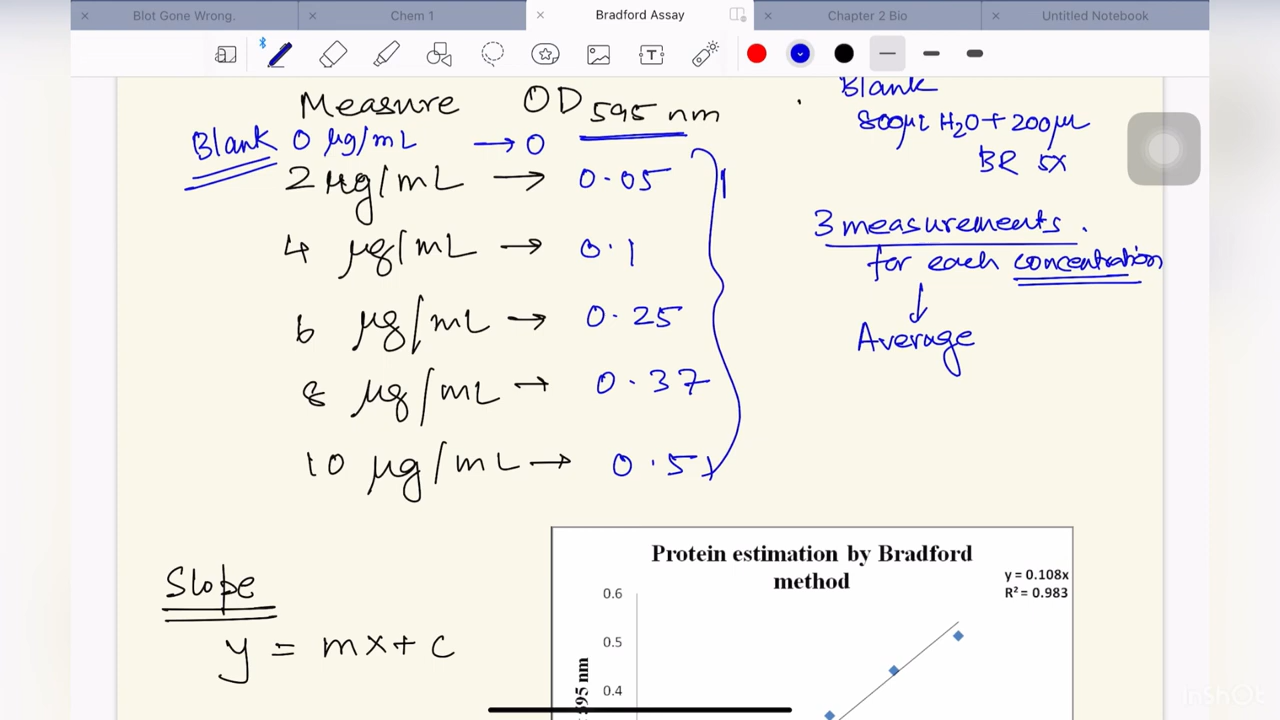 Blot Gone Wrong.
Chem 1
Bradford Assay
Chapter 2 Bio
Untitled Notebook
Measure OD 595 nm
Blank 0 µg/mL → 0
2 µg/mL → 0.05
4 µg/mL → 0.1
6 µg/mL → 0.25
8 µg/mL → 0.37
10 µg/mL → 0.51
Blank
800µL H2O + 200µL
BR 5X
3 measurements.
for each concentration
↓
Average
Slope
y = mx + c
Protein estimation by Bradford
method
y = 0.108x
R² = 0.983
0.6
0.5
0.4
595 nm
InShOt